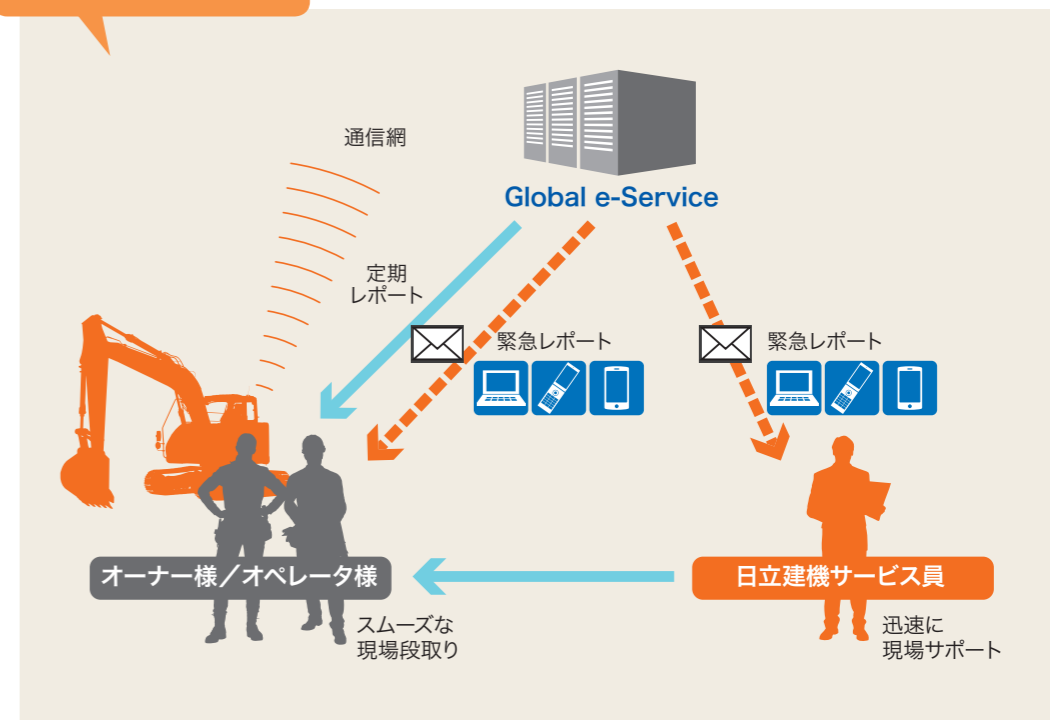 通信網
Global e-Service
定期
レポート
緊急レポート
緊急レポート
オーナー様／オペレータ様
日立建機サービス員
スムーズな
現場段取り
迅速に
現場サポート